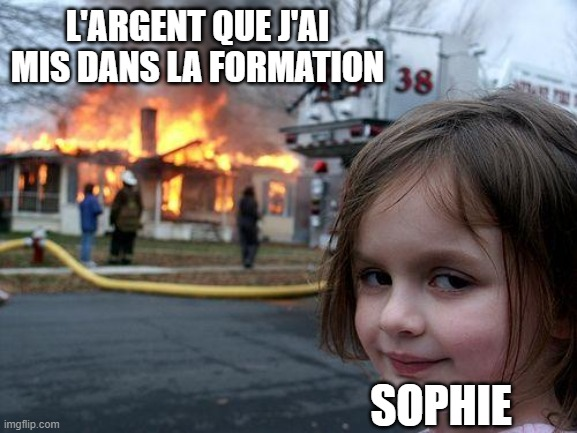 L'ARGENT QUE J'AI
MIS DANS LA FORMATION
38
SOPHIE
imgflip.com